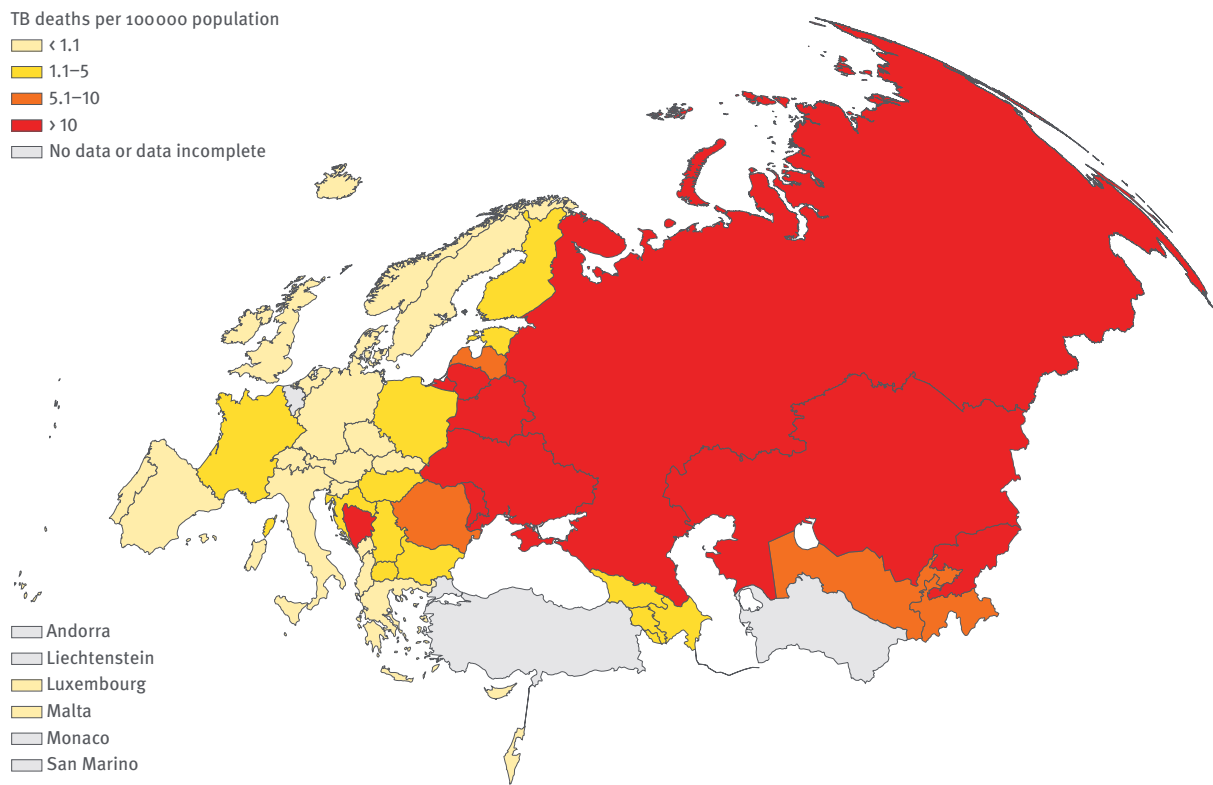 TB deaths per 100000 population
< 1.1
1.1–5
5.1–10
> 10
No data or data incomplete
Andorra
Liechtenstein
Luxembourg
Malta
Monaco
San Marino